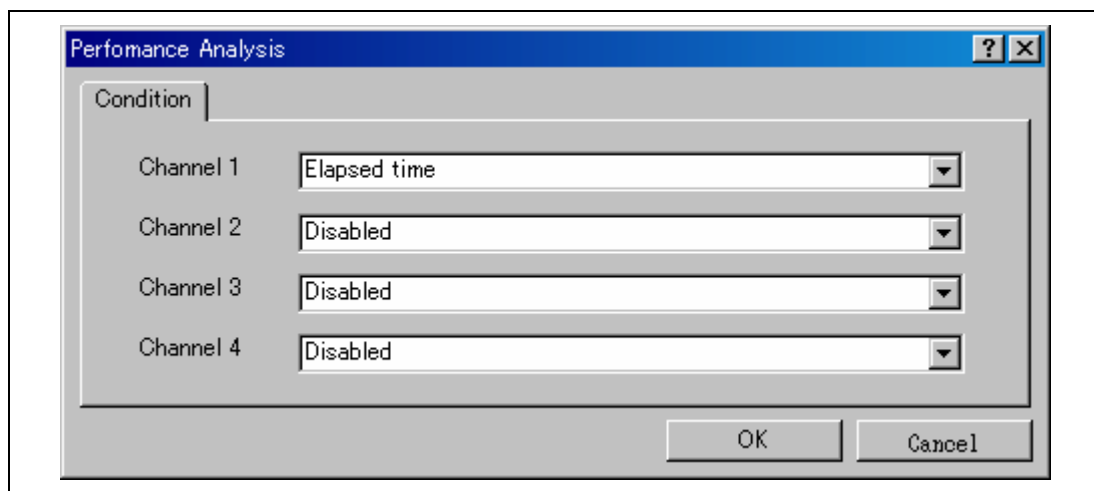 Perfomance Analysis
Condition
Channel 1 Elapsed time
Channel 2 Disabled
Channel 3 Disabled
Channel 4 Disabled
OK Cancel